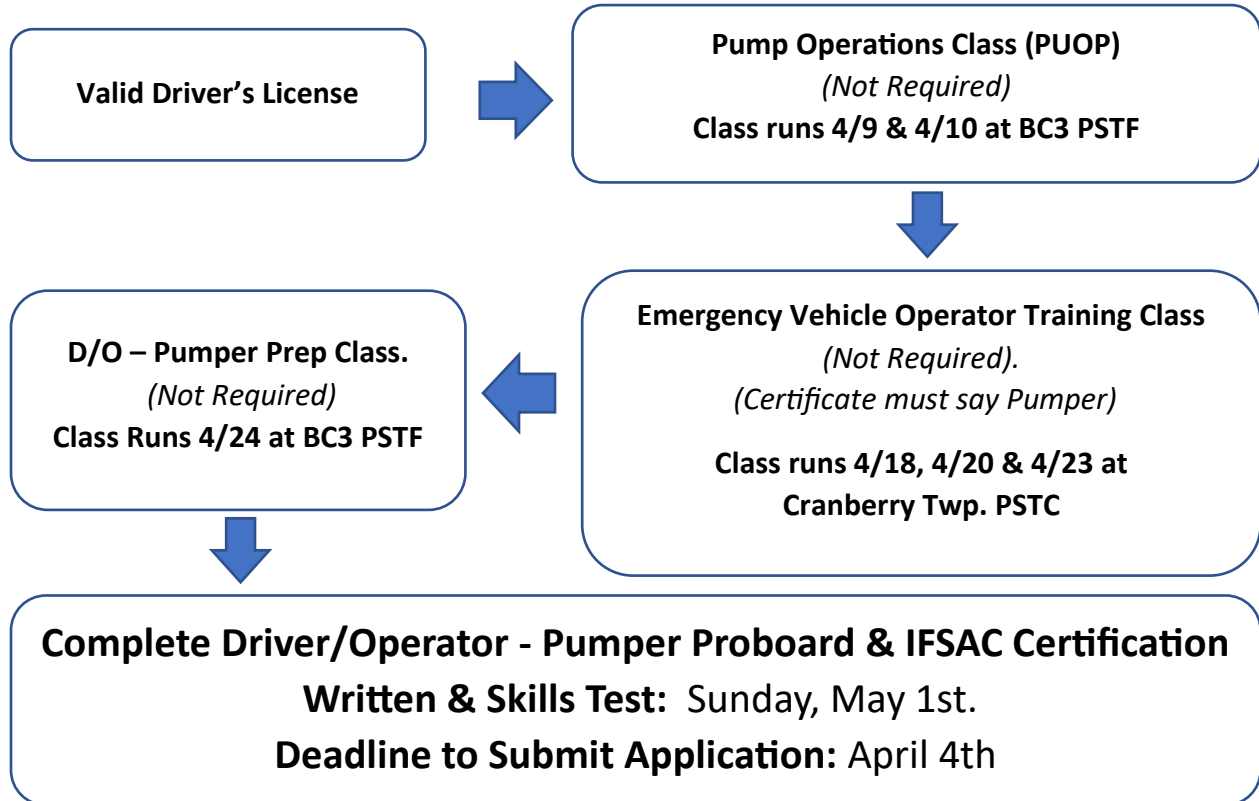 Valid Driver’s License
Pump Operations Class (PUOP)
(Not Required)
Class runs 4/9 & 4/10 at BC3 PSTF
Emergency Vehicle Operator Training Class
(Not Required).
(Certificate must say Pumper)
Class runs 4/18, 4/20 & 4/23 at
Cranberry Twp. PSTC
D/O – Pumper Prep Class.
(Not Required)
Class Runs 4/24 at BC3 PSTF
Complete Driver/Operator - Pumper Proboard & IFSAC Certification
Written & Skills Test: Sunday, May 1st.
Deadline to Submit Application: April 4th